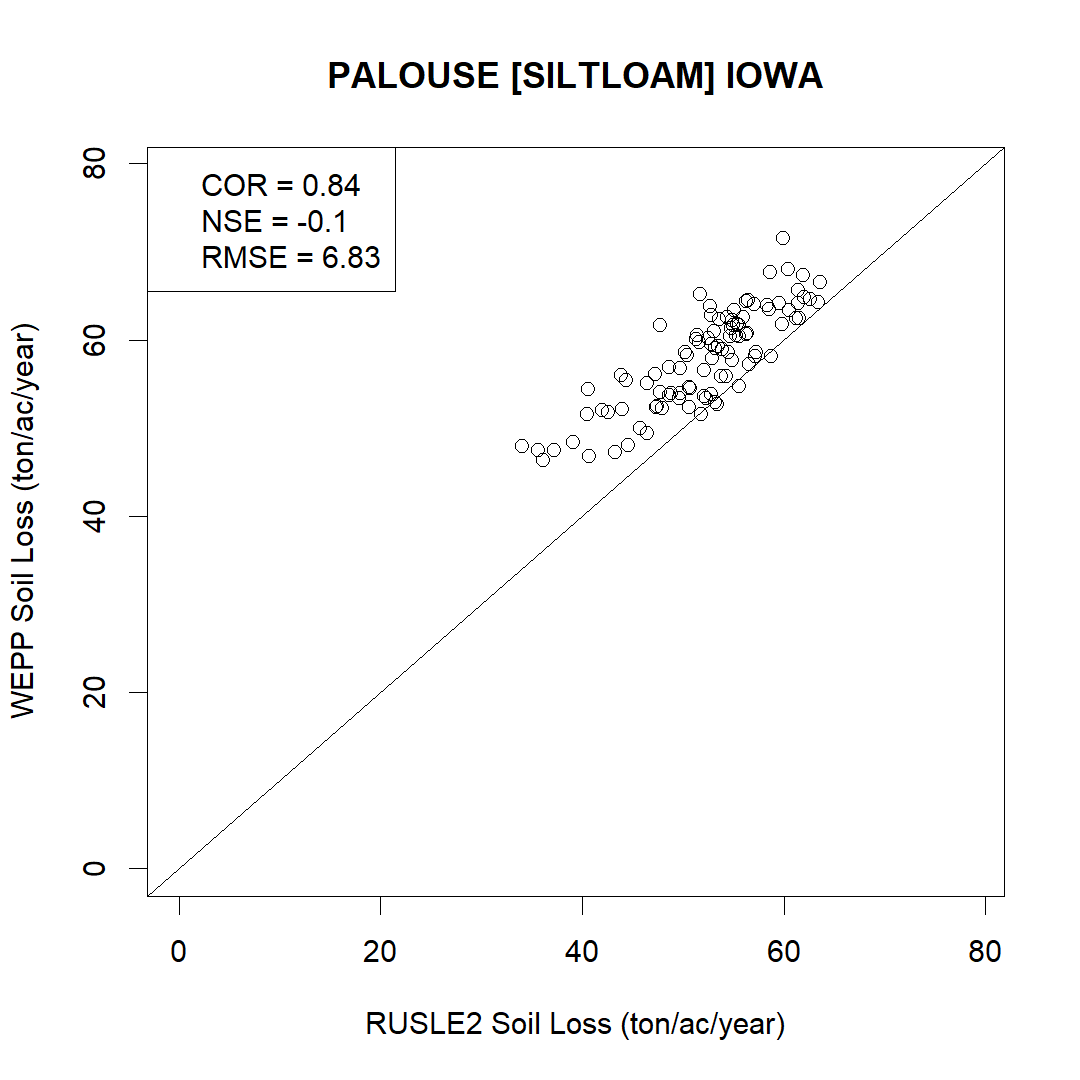 PALOUSE [SILTLOAM] IOWA
COR = 0.84
NSE = -0.1
RMSE = 6.83
80
60
40
20
0
WEPP Soil Loss (ton/ac/year)
0 20 40 60 80
RUSLE2 Soil Loss (ton/ac/year)